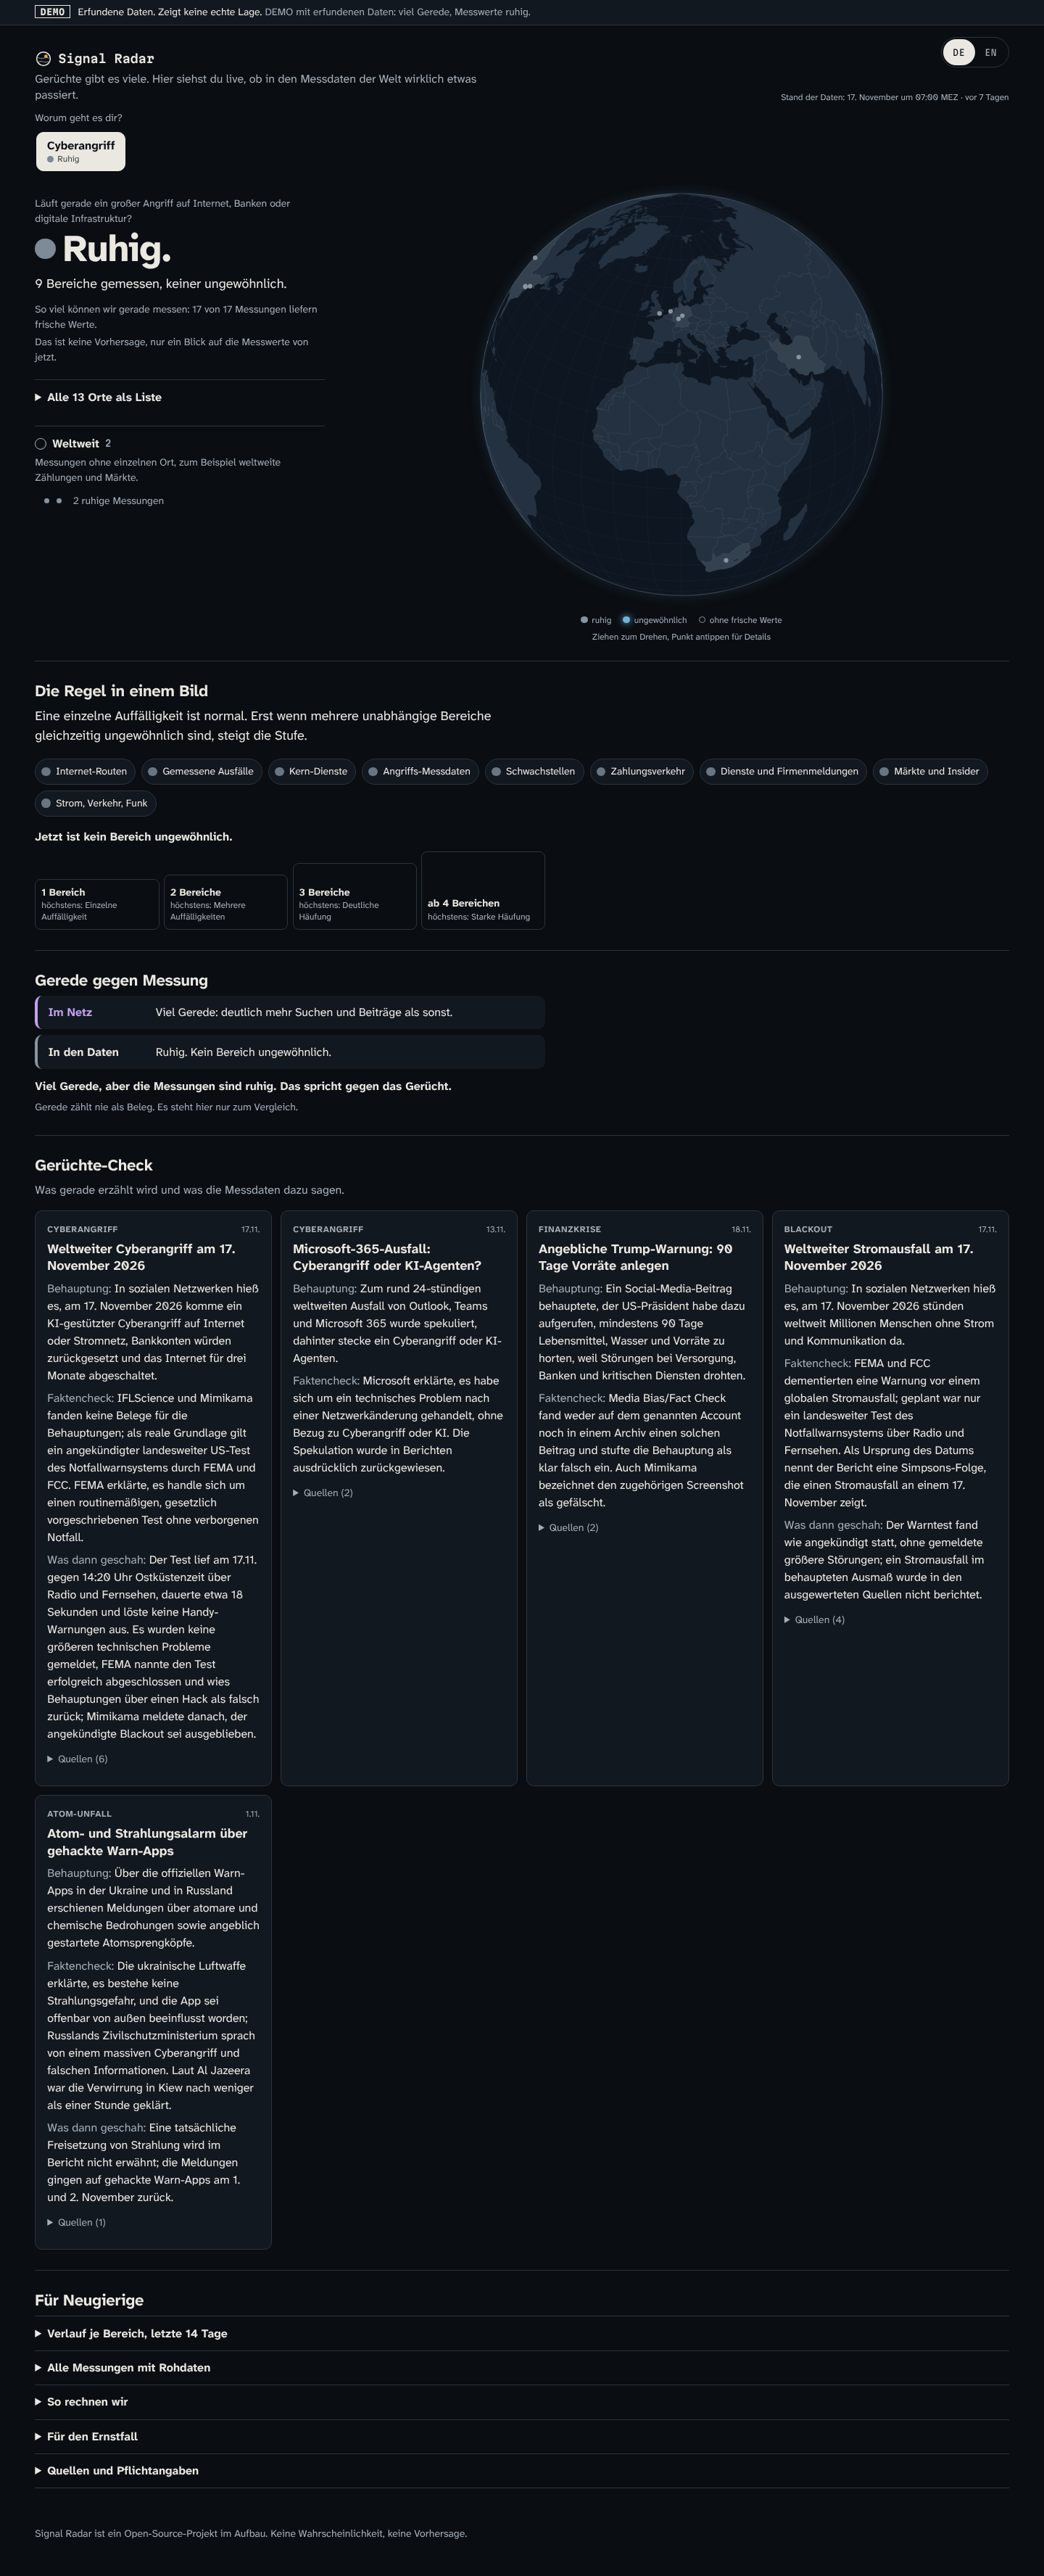 DEMO Erfundene Daten. Zeigt keine echte Lage. DEMO mit erfundenen Daten: viel Gerede, Messwerte ruhig.
Signal Radar
DE EN
Gerüchte gibt es viele. Hier siehst du live, ob in den Messdaten der Welt wirklich etwas
passiert.
Stand der Daten: 17. November um 07:00 MEZ · vor 7 Tagen
Worum geht es dir?
Cyberangriff
Ruhig
Läuft gerade ein großer Angriff auf Internet, Banken oder
digitale Infrastruktur?
Ruhig.
9 Bereiche gemessen, keiner ungewöhnlich.
So viel können wir gerade messen: 17 von 17 Messungen liefern
frische Werte.
Das ist keine Vorhersage, nur ein Blick auf die Messwerte von
jetzt.
Alle 13 Orte als Liste
Weltweit 2
Messungen ohne einzelnen Ort, zum Beispiel weltweite
Zählungen und Märkte.
2 ruhige Messungen
ruhig ungewöhnlich ohne frische Werte
Ziehen zum Drehen, Punkt antippen für Details
Die Regel in einem Bild
Eine einzelne Auffälligkeit ist normal. Erst wenn mehrere unabhängige Bereiche
gleichzeitig ungewöhnlich sind, steigt die Stufe.
Internet-Routen Gemessene Ausfälle Kern-Dienste Angriffs-Messdaten Schwachstellen Zahlungsverkehr Dienste und Firmenmeldungen Märkte und Insider
Strom, Verkehr, Funk
Jetzt ist kein Bereich ungewöhnlich.
1 Bereich
höchstens: Einzelne
Auffälligkeit
2 Bereiche
höchstens: Mehrere
Auffälligkeiten
3 Bereiche
höchstens: Deutliche
Häufung
ab 4 Bereichen
höchstens: Starke Häufung
Gerede gegen Messung
Im Netz Viel Gerede: deutlich mehr Suchen und Beiträge als sonst.
In den Daten Ruhig. Kein Bereich ungewöhnlich.
Viel Gerede, aber die Messungen sind ruhig. Das spricht gegen das Gerücht.
Gerede zählt nie als Beleg. Es steht hier nur zum Vergleich.
Gerüchte-Check
Was gerade erzählt wird und was die Messdaten dazu sagen.
CYBERANGRIFF 17.11.
Weltweiter Cyberangriff am 17.
November 2026
Behauptung: In sozialen Netzwerken hieß
es, am 17. November 2026 komme ein
KI-gestützter Cyberangriff auf Internet
oder Stromnetz, Bankkonten würden
zurückgesetzt und das Internet für drei
Monate abgeschaltet.
Faktencheck: IFLScience und Mimikama
fanden keine Belege für die
Behauptungen; als reale Grundlage gilt
ein angekündigter landesweiter US-Test
des Notfallwarnsystems durch FEMA und
FCC. FEMA erklärte, es handle sich um
einen routinemäßigen, gesetzlich
vorgeschriebenen Test ohne verborgenen
Notfall.
Was dann geschah: Der Test lief am 17.11.
gegen 14:20 Uhr Ostküstenzeit über
Radio und Fernsehen, dauerte etwa 18
Sekunden und löste keine Handy-
Warnungen aus. Es wurden keine
größeren technischen Probleme
gemeldet, FEMA nannte den Test
erfolgreich abgeschlossen und wies
Behauptungen über einen Hack als falsch
zurück; Mimikama meldete danach, der
angekündigte Blackout sei ausgeblieben.
Quellen (6)
CYBERANGRIFF 13.11.
Microsoft-365-Ausfall:
Cyberangriff oder KI-Agenten?
Behauptung: Zum rund 24-stündigen
weltweiten Ausfall von Outlook, Teams
und Microsoft 365 wurde spekuliert,
dahinter stecke ein Cyberangriff oder KI-
Agenten.
Faktencheck: Microsoft erklärte, es habe
sich um ein technisches Problem nach
einer Netzwerkänderung gehandelt, ohne
Bezug zu Cyberangriff oder KI. Die
Spekulation wurde in Berichten
ausdrücklich zurückgewiesen.
Quellen (2)
FINANZKRISE 18.11.
Angebliche Trump-Warnung: 90
Tage Vorräte anlegen
Behauptung: Ein Social-Media-Beitrag
behauptete, der US-Präsident habe dazu
aufgerufen, mindestens 90 Tage
Lebensmittel, Wasser und Vorräte zu
horten, weil Störungen bei Versorgung,
Banken und kritischen Diensten drohten.
Faktencheck: Media Bias/Fact Check
fand weder auf dem genannten Account
noch in einem Archiv einen solchen
Beitrag und stufte die Behauptung als
klar falsch ein. Auch Mimikama
bezeichnet den zugehörigen Screenshot
als gefälscht.
Quellen (2)
BLACKOUT 17.11.
Weltweiter Stromausfall am 17.
November 2026
Behauptung: In sozialen Netzwerken hieß
es, am 17. November 2026 stünden
weltweit Millionen Menschen ohne Strom
und Kommunikation da.
Faktencheck: FEMA und FCC
dementierten eine Warnung vor einem
globalen Stromausfall; geplant war nur
ein landesweiter Test des
Notfallwarnsystems über Radio und
Fernsehen. Als Ursprung des Datums
nennt der Bericht eine Simpsons-Folge,
die einen Stromausfall an einem 17.
November zeigt.
Was dann geschah: Der Warntest fand
wie angekündigt statt, ohne gemeldete
größere Störungen; ein Stromausfall im
behaupteten Ausmaß wurde in den
ausgewerteten Quellen nicht berichtet.
Quellen (4)
ATOM-UNFALL 1.11.
Atom- und Strahlungsalarm über
gehackte Warn-Apps
Behauptung: Über die offiziellen Warn-
Apps in der Ukraine und in Russland
erschienen Meldungen über atomare und
chemische Bedrohungen sowie angeblich
gestartete Atomsprengköpfe.
Faktencheck: Die ukrainische Luftwaffe
erklärte, es bestehe keine
Strahlungsgefahr, und die App sei
offenbar von außen beeinflusst worden;
Russlands Zivilschutzministerium sprach
von einem massiven Cyberangriff und
falschen Informationen. Laut Al Jazeera
war die Verwirrung in Kiew nach weniger
als einer Stunde geklärt.
Was dann geschah: Eine tatsächliche
Freisetzung von Strahlung wird im
Bericht nicht erwähnt; die Meldungen
gingen auf gehackte Warn-Apps am 1.
und 2. November zurück.
Quellen (1)
Für Neugierige
Verlauf je Bereich, letzte 14 Tage
Alle Messungen mit Rohdaten
So rechnen wir
Für den Ernstfall
Quellen und Pflichtangaben
Signal Radar ist ein Open-Source-Projekt im Aufbau. Keine Wahrscheinlichkeit, keine Vorhersage.